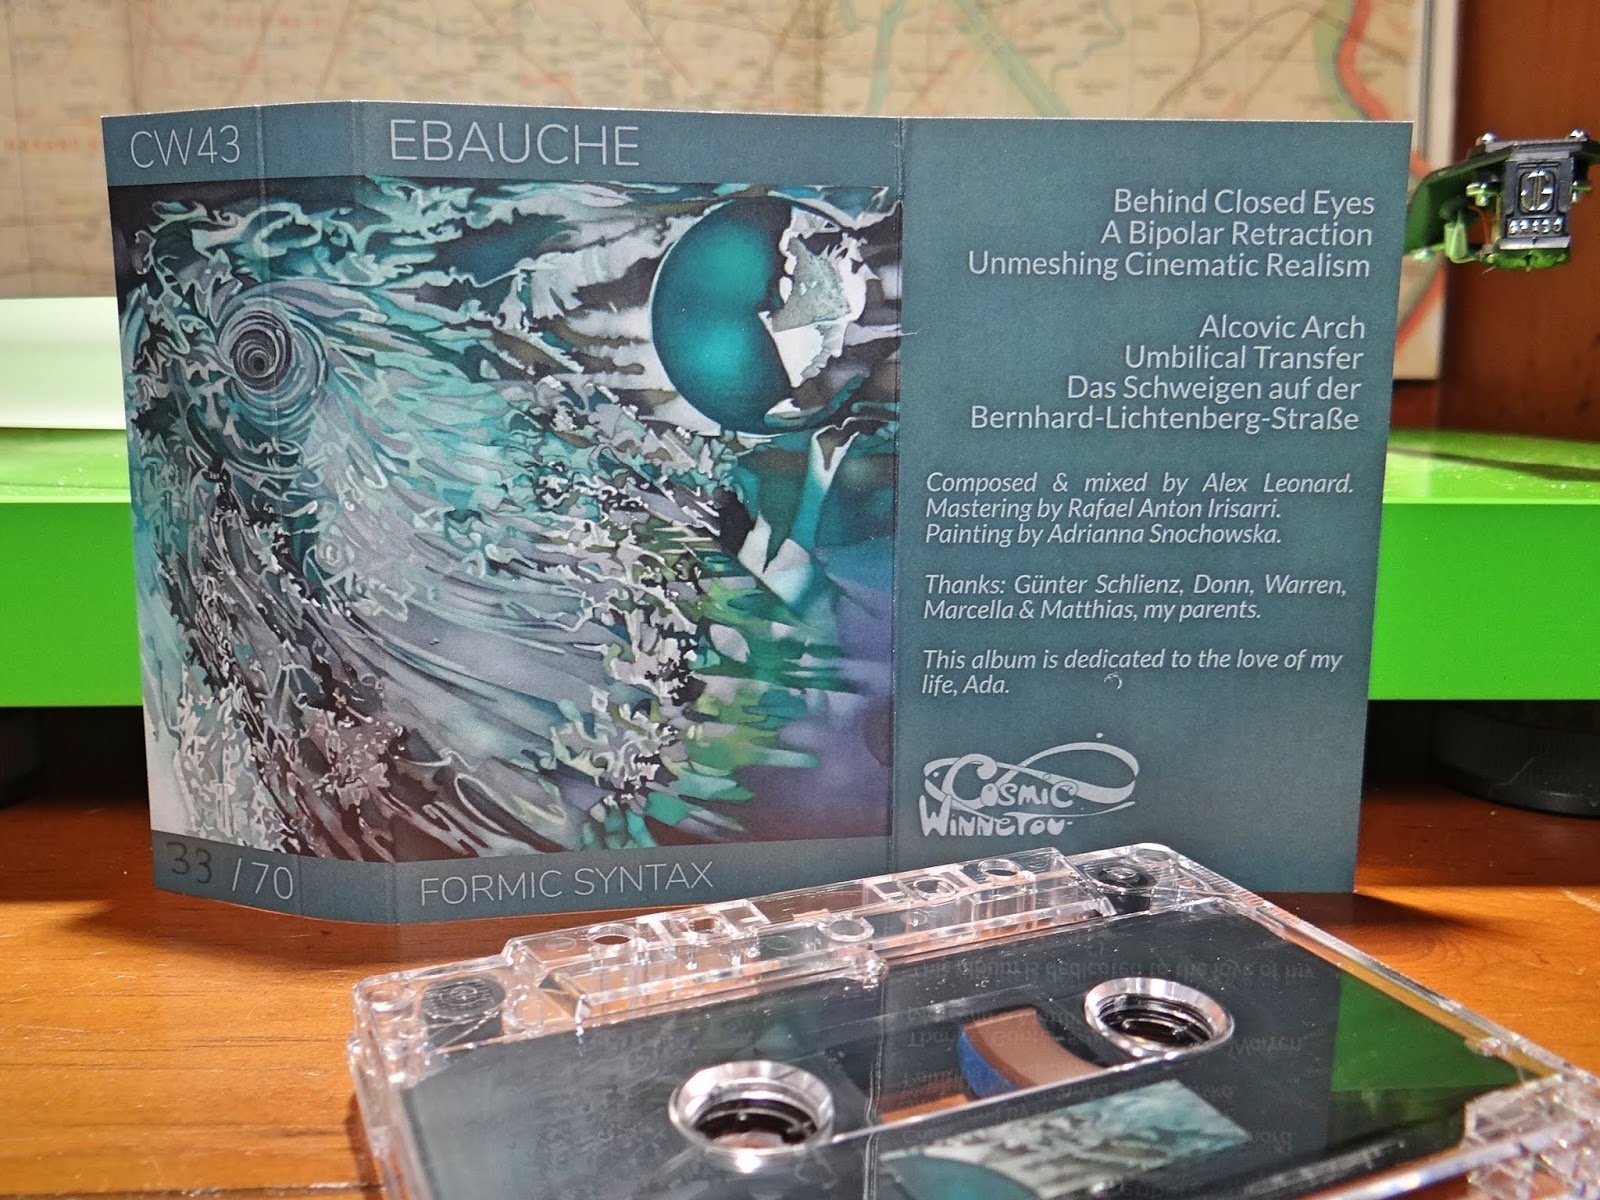 CW43
EBAUCHE
33 / 70
FORMIC SYNTAX
Behind Closed Eyes
A Bipolar Retraction
Unmeshing Cinematic Realism
Alcovic Arch
Umbilical Transfer
Das Schweigen auf der
Bernhard-Lichtenberg-Straße
Composed & mixed by Alex Leonard.
Mastering by Rafael Anton Irisarri.
Painting by Adrianna Snochowska.
Thanks: Günter Schlienz, Donn, Warren,
Marcella & Matthias, my parents.
This album is dedicated to the love of my
life, Ada.
COSMIC
WINNETOU